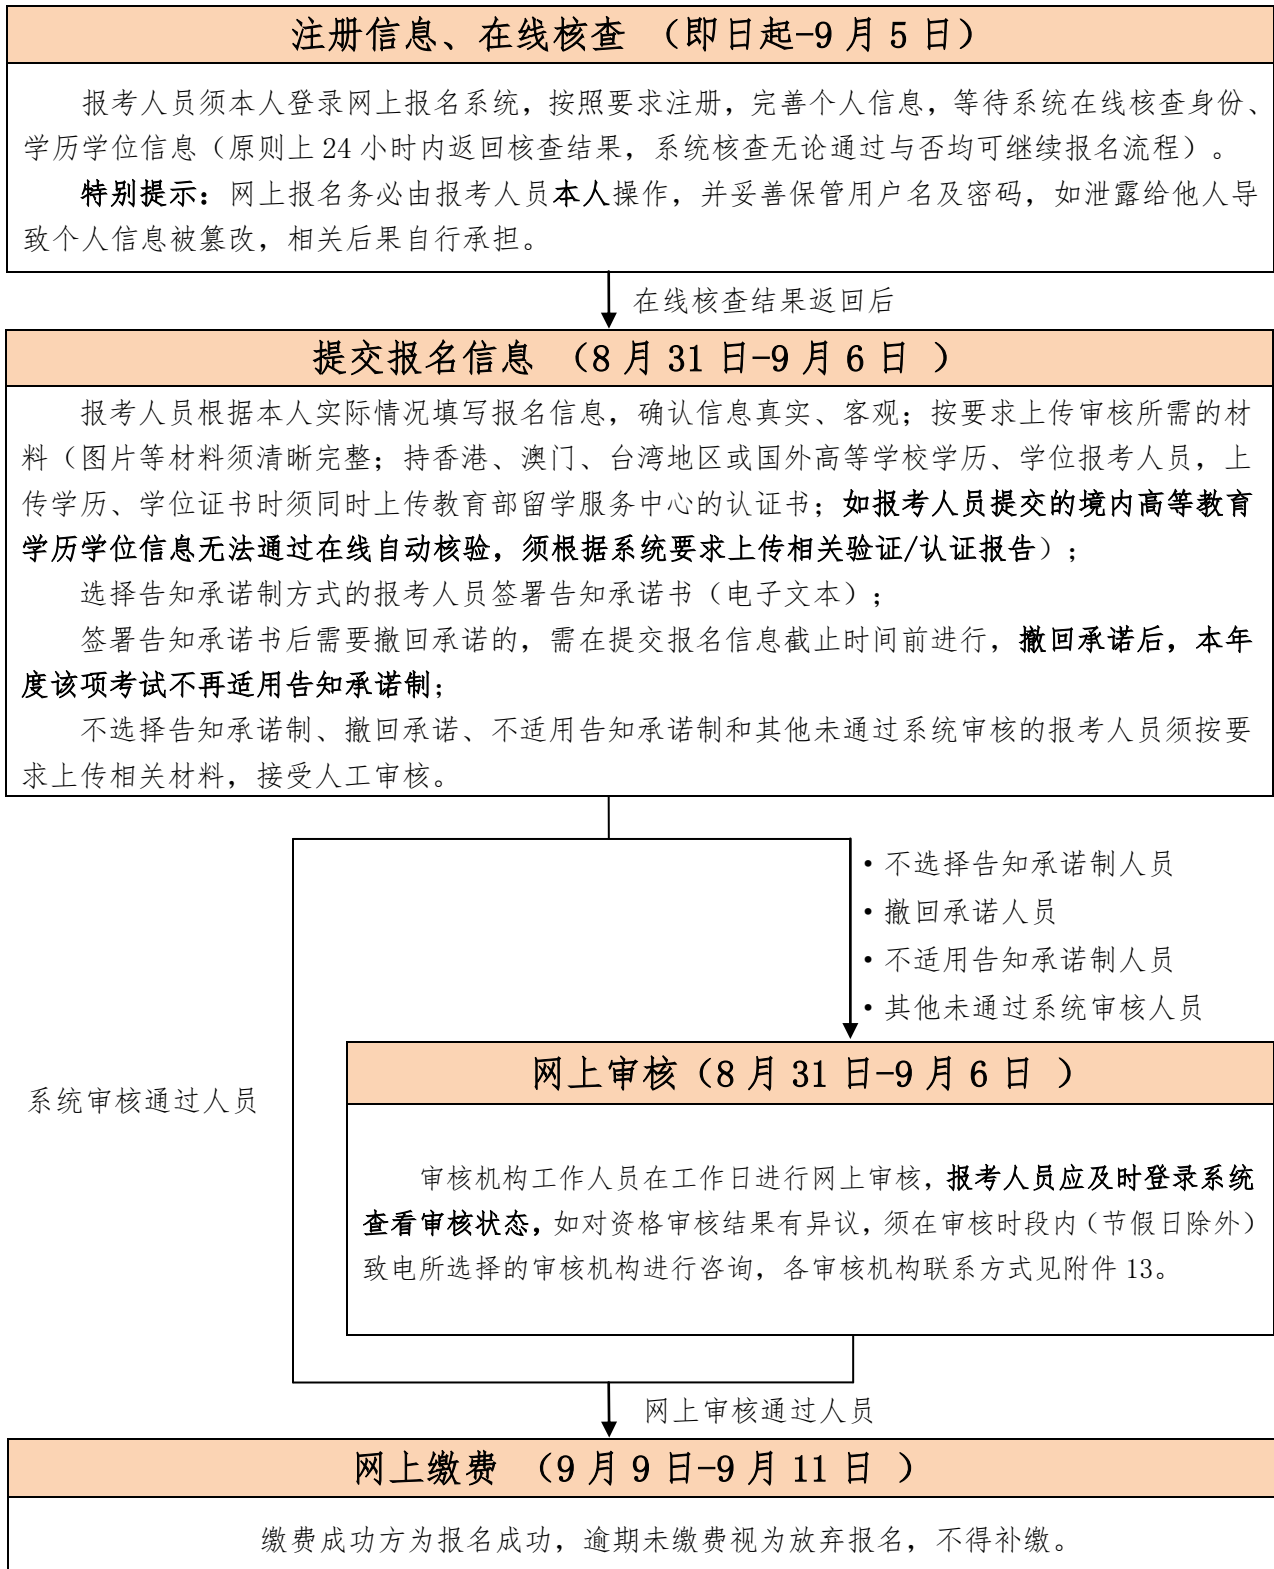 注册信息、在线核查 （即日起-9月5日）
报考人员须本人登录网上报名系统，按照要求注册，完善个人信息，等待系统在线核查身份、
学历学位信息（原则上24小时内返回核查结果，系统核查无论通过与否均可继续报名流程）。
特别提示：网上报名务必由报考人员本人操作，并妥善保管用户名及密码，如泄露给他人导
致个人信息被篡改，相关后果自行承担。
在线核查结果返回后
提交报名信息 （8月31日-9月6日 ）
报考人员根据本人实际情况填写报名信息，确认信息真实、客观；按要求上传审核所需的材
料（图片等材料须清晰完整；持香港、澳门、台湾地区或国外高等学校学历、学位报考人员，上
传学历、学位证书时须同时上传教育部留学服务中心的认证书；如报考人员提交的境内高等教育
学历学位信息无法通过在线自动核验，须根据系统要求上传相关验证/认证报告）；
选择告知承诺制方式的报考人员签署告知承诺书（电子文本）；
签署告知承诺书后需要撤回承诺的，需在提交报名信息截止时间前进行，撤回承诺后，本年
度该项考试不再适用告知承诺制；
不选择告知承诺制、撤回承诺、不适用告知承诺制和其他未通过系统审核的报考人员须按要
求上传相关材料，接受人工审核。
·不选择告知承诺制人员
·撤回承诺人员
·不适用告知承诺制人员
·其他未通过系统审核人员
系统审核通过人员
网上审核（8月31日-9月6日 ）
审核机构工作人员在工作日进行网上审核，报考人员应及时登录系统
查看审核状态，如对资格审核结果有异议，须在审核时段内（节假日除外）
致电所选择的审核机构进行咨询，各审核机构联系方式见附件13。
网上审核通过人员
网上缴费 （9月9日-9月11日 ）
缴费成功方为报名成功，逾期未缴费视为放弃报名，不得补缴。